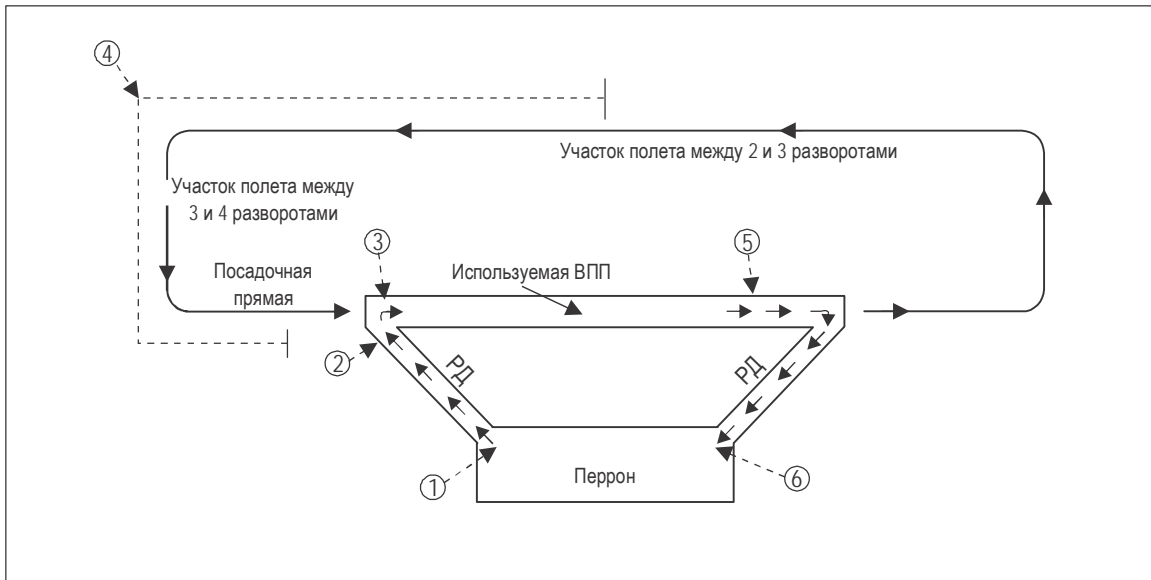 ④
Участок полета между 2 и 3 разворотами
Участок полета между
3 и 4 разворотами
③
⑤
Посадочная
прямая
Используемая ВПП
②
РД
РД
①
Перрон
⑥